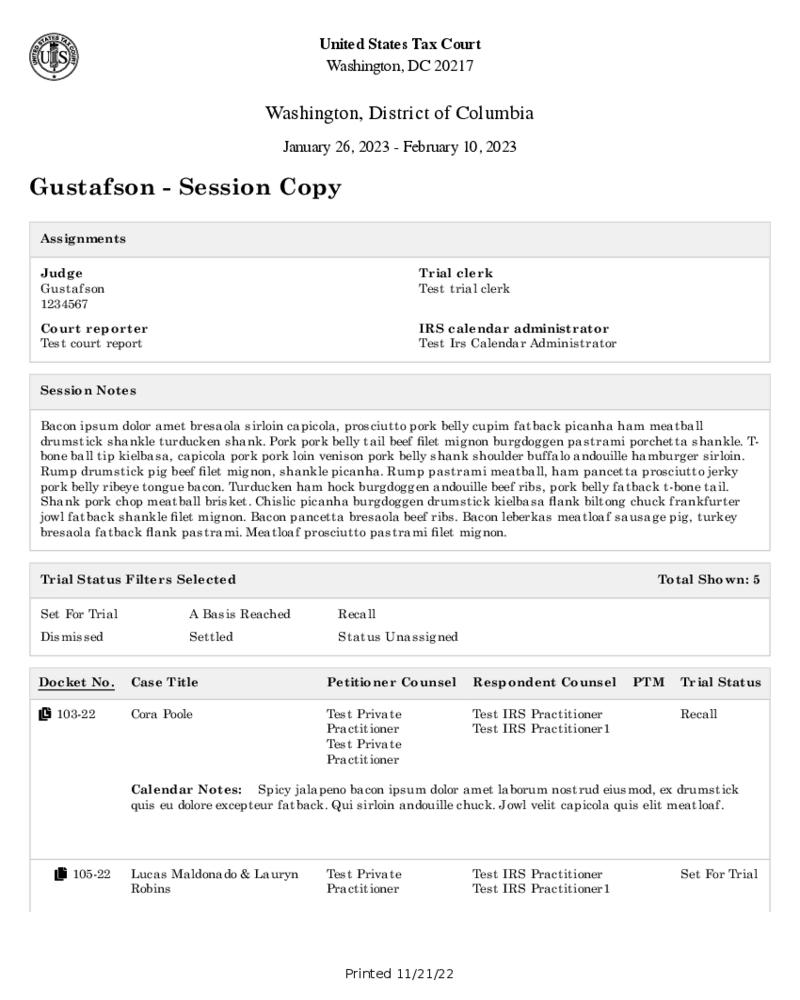 UNITED STATES TAX COURT
US
United States Tax Court
Washington, DC 20217
Washington, District of Columbia
January 26, 2023 - February 10, 2023
Gustafson - Session Copy
Assignments
Judge
Trial clerk
Gustafson
Test trial clerk
1234567
Court reporter
IRS calendar administrator
Test court report
Test Irs Calendar Administrator
Session Notes
Bacon ipsum dolor amet bresaola sirloin capicola, prosciutto pork belly cupim fatback picanha ham meatball
drumstick shankle turducken shank. Pork pork belly tail beef filet mignon burgdoggen pastrami porchetta shankle. T-
bone ball tip kielbasa, capicola pork pork loin venison pork belly shank shoulder buffalo andouille hamburger sirloin.
Rump drumstick pig beef filet mignon, shankle picanha. Rump pastrami meatball, ham pancetta prosciutto jerky
pork belly ribeye tongue bacon. Turducken ham hock burgdoggen andouille beef ribs, pork belly fatback t-bone tail.
Shank pork chop meatball brisket. Chislic picanha burgdoggen drumstick kielbasa flank biltong chuck frankfurter
jowl fatback shankle filet mignon. Bacon pancetta bresaola beef ribs. Bacon leberkas meatloaf sausage pig, turkey
bresaola fatback flank pastrami. Meatloaf prosciutto pastrami filet mignon.
Trial Status Filters Selected Total Shown: 5
Set For Trial A Basis Reached Recall
Dismissed Settled Status Unassigned
Docket No. Case Title Petitioner Counsel Respondent Counsel PTM Trial Status
103-22 Cora Poole Test Private Test IRS Practitioner Recall
Practitioner Test IRS Practitioner1
Test Private
Practitioner
Calendar Notes: Spicy jalapeno bacon ipsum dolor amet laborum nostrud eiusmod, ex drumstick
quis eu dolore excepteur fatback. Qui sirloin andouille chuck. Jowl velit capicola quis elit meatloaf.
105-22 Lucas Maldonado & Lauryn Test Private Test IRS Practitioner Set For Trial
Robins Practitioner Test IRS Practitioner1
Printed 11/21/22